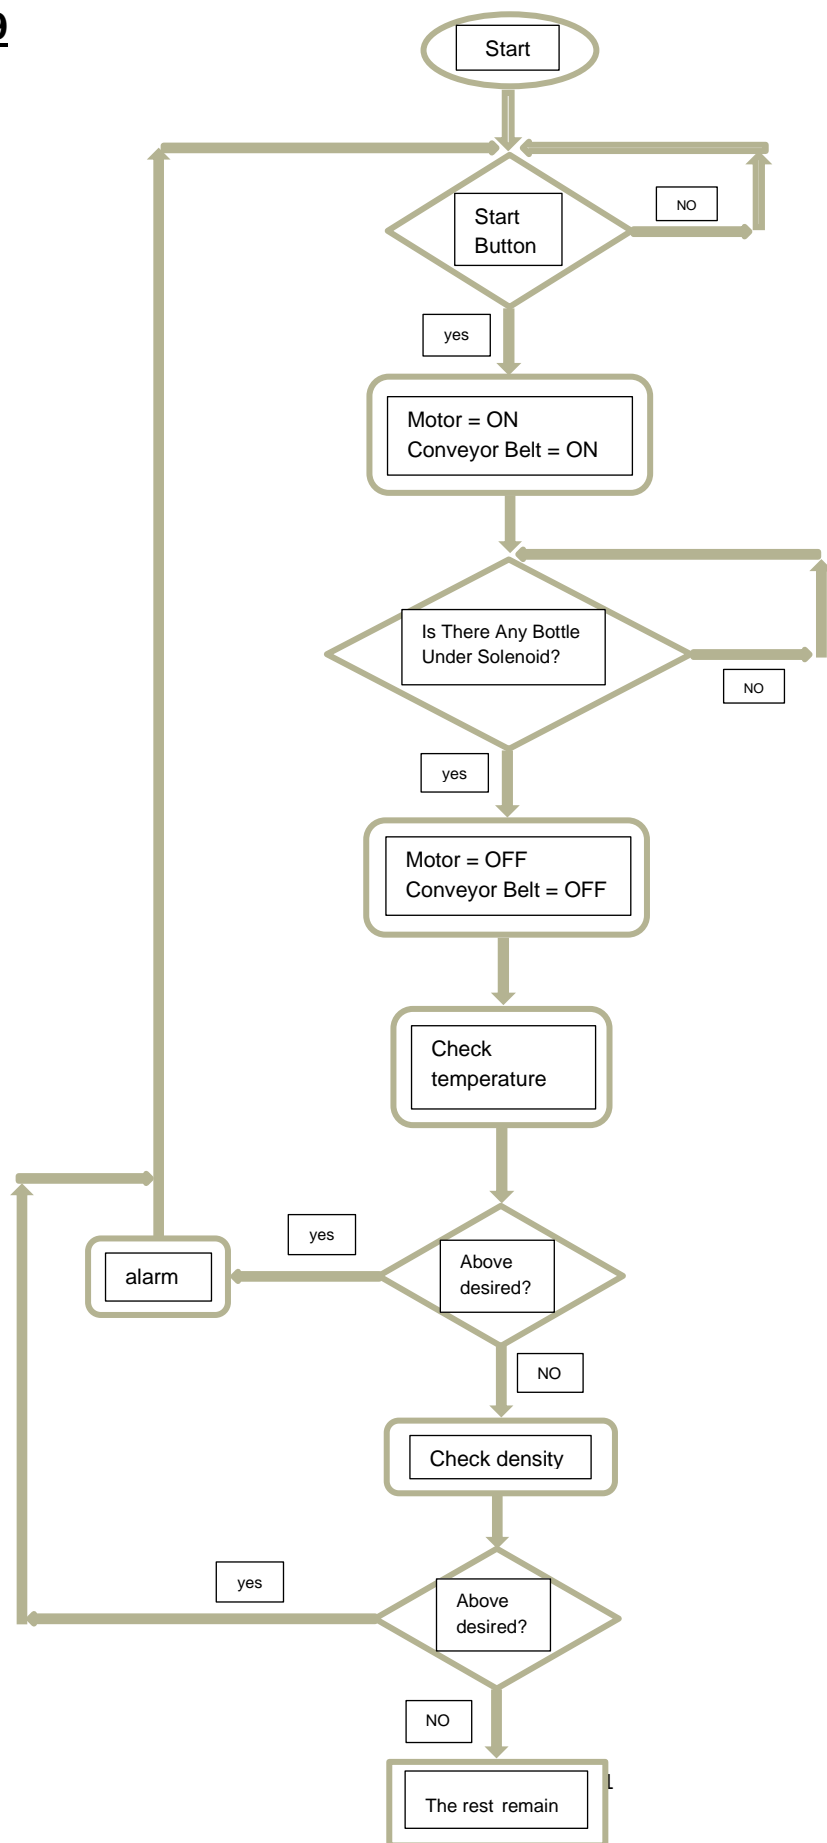 9
Start
Start
Button
NO
yes
Motor = ON
Conveyor Belt = ON
Is There Any Bottle
Under Solenoid?
NO
yes
Motor = OFF
Conveyor Belt = OFF
Check
temperature
yes
Above
desired?
alarm
NO
Check density
yes
Above
desired?
NO
The rest remain